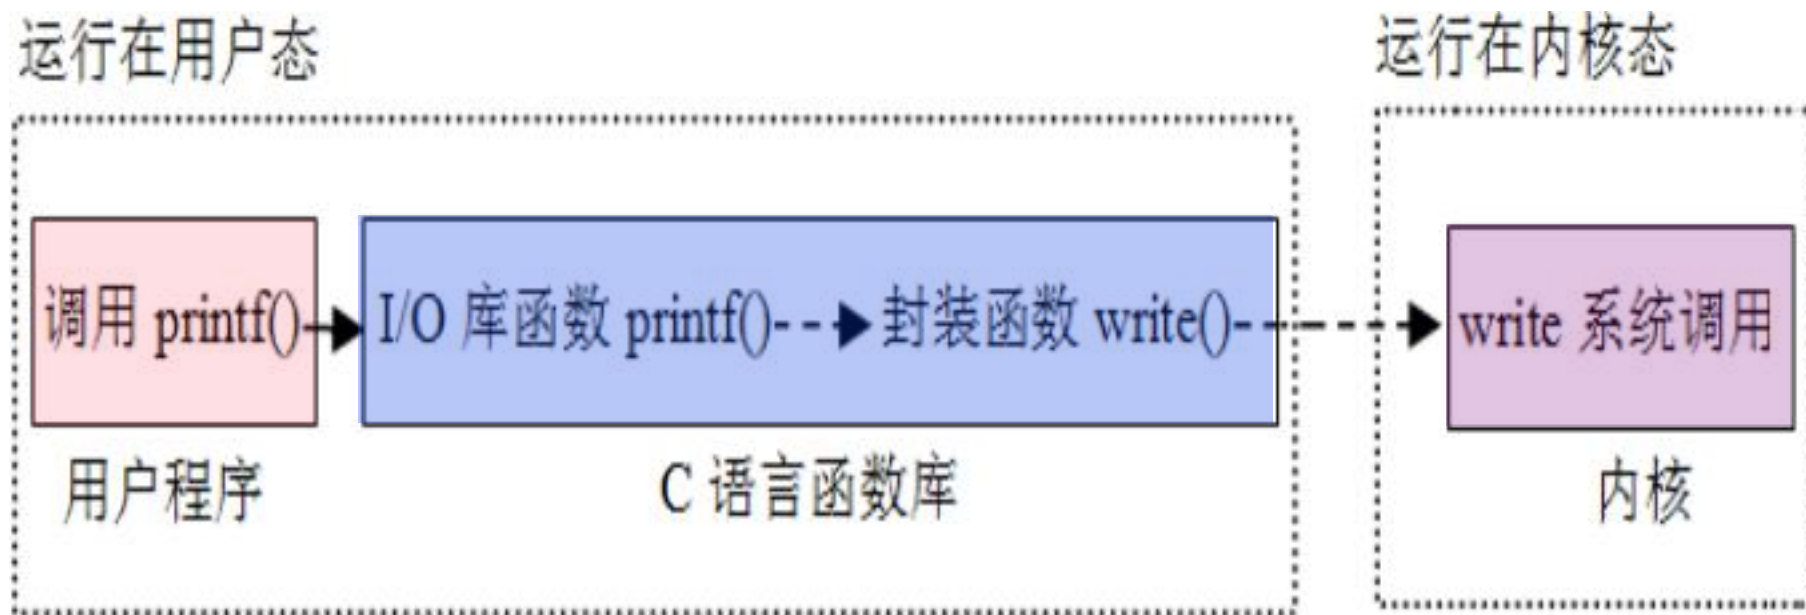 运行在用户态
运行在内核态
调用 printf()
I/O 库函数 printf()
封装函数 write()
write 系统调用
用户程序
C 语言函数库
内核